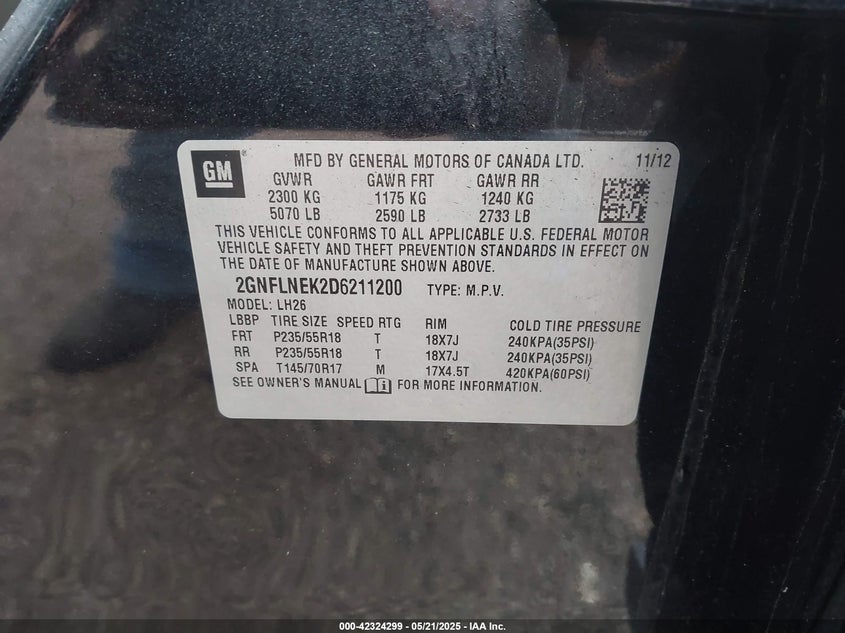 GM ® MFD BY GENERAL MOTORS OF CANADA LTD. 11/12
GVWR GAWR FRT GAWR RR
2300 KG 1175 KG 1240 KG
5070 LB 2590 LB 2733 LB
THIS VEHICLE CONFORMS TO ALL APPLICABLE U.S. FEDERAL MOTOR
VEHICLE SAFETY AND THEFT PREVENTION STANDARDS IN EFFECT ON
THE DATE OF MANUFACTURE SHOWN ABOVE.
2GNFLNEK2D6211200 TYPE: M.P.V.
MODEL: LH26
LBBP TIRE SIZE SPEED RTG RIM COLD TIRE PRESSURE
FRT P235/55R18 T 18X7J 240KPA(35PSI)
RR P235/55R18 T 18X7J 240KPA(35PSI)
SPA T145/70R17 M 17X4.5T 420KPA(60PSI)
SEE OWNER'S MANUAL i FOR MORE INFORMATION.
000-42324299 - 05/21/2025 - IAA Inc.